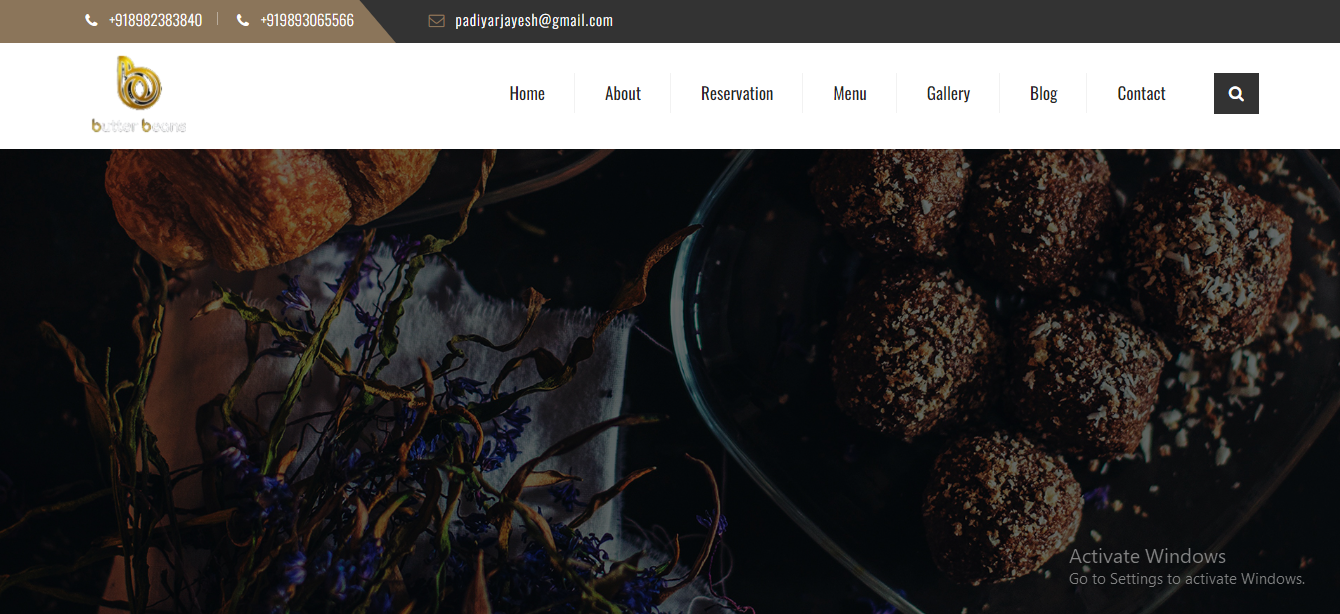 +918982383840 +919893065566 padiyarjayesh@gmail.com
butter beans
Home About Reservation Menu Gallery Blog Contact
Activate Windows
Go to Settings to activate Windows.